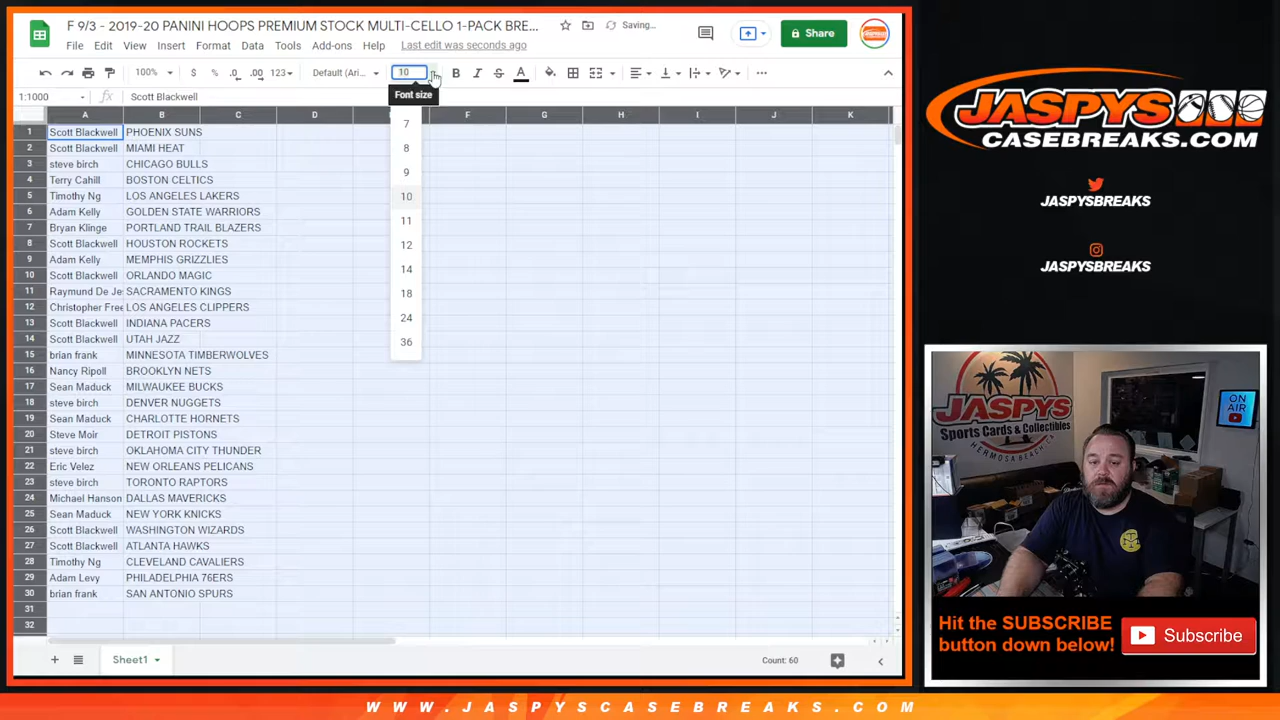 F 9/3 - 2019-20 PANINI HOOPS PREMIUM STOCK MULTI-CELLO 1-PACK BRE...
Saving...
Share
File Edit View Insert Format Data Tools Add-ons Help Last edit was seconds ago
100% $ % .0 .00 123 Default (Ari... 10 B I S A
1:1000 fx Scott Blackwell
Font size
A B C D F G H I J K
1 Scott Blackwell PHOENIX SUNS
2 Scott Blackwell MIAMI HEAT
3 steve birch CHICAGO BULLS
4 Terry Cahill BOSTON CELTICS
5 Timothy Ng LOS ANGELES LAKERS
6 Adam Kelly GOLDEN STATE WARRIORS
7 Bryan Klinge PORTLAND TRAIL BLAZERS
8 Scott Blackwell HOUSTON ROCKETS
9 Adam Kelly MEMPHIS GRIZZLIES
10 Scott Blackwell ORLANDO MAGIC
11 Raymund De Je SACRAMENTO KINGS
12 Christopher Free LOS ANGELES CLIPPERS
13 Scott Blackwell INDIANA PACERS
14 Scott Blackwell UTAH JAZZ
15 brian frank MINNESOTA TIMBERWOLVES
16 Nancy Ripoll BROOKLYN NETS
17 Sean Maduck MILWAUKEE BUCKS
18 steve birch DENVER NUGGETS
19 Sean Maduck CHARLOTTE HORNETS
20 Steve Moir DETROIT PISTONS
21 steve birch OKLAHOMA CITY THUNDER
22 Eric Velez NEW ORLEANS PELICANS
23 steve birch TORONTO RAPTORS
24 Michael Hanson DALLAS MAVERICKS
25 Sean Maduck NEW YORK KNICKS
26 Scott Blackwell WASHINGTON WIZARDS
27 Scott Blackwell ATLANTA HAWKS
28 Timothy Ng CLEVELAND CAVALIERS
29 Adam Levy PHILADELPHIA 76ERS
30 brian frank SAN ANTONIO SPURS
31
32
7
8
9
10
11
12
14
18
24
36
Sheet1
Count: 60
JASPYS
CASEBREAKS.COM
JASPYSBREAKS
JASPYSBREAKS
JASPYS
Sports Cards & Collectibles
HERMOSA BEACH, CA
ON AIR
Hit the SUBSCRIBE
button down below!
Subscribe
WWW.JASPYSCASEBREAKS.COM